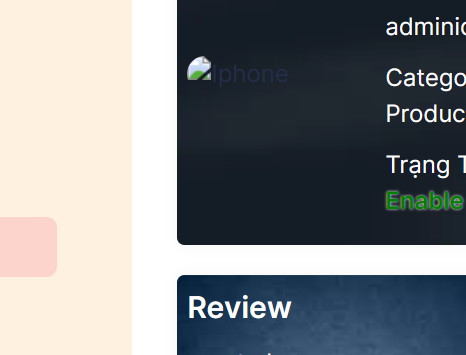 adminic
Iphone
Catego
Produc
Trạng T
Enable
Review